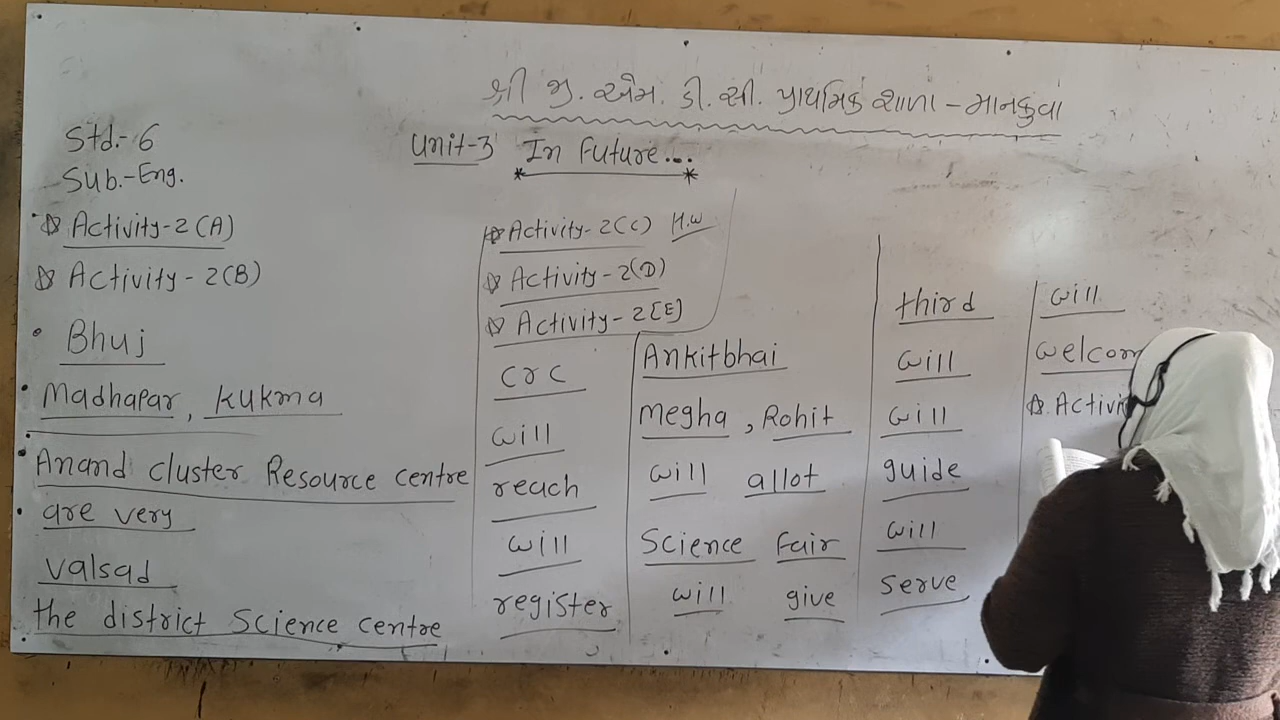 શ્રી જી. એમ. ડી. સી. પ્રાથમિક શાળા - માનકુવા
Std:- 6
Sub.-Eng.
Unit-3 In Future...
Activity-2(A)
Activity-2(B)
Bhuj
Madhapar, Kukma
Anand cluster Resource centre
are very
valsad
the district Science centre
Activity-2(C) H.W
Activity-2(D)
Activity-2[E]
CRC
will
reach
will
register
Ankitbhai
Megha, Rohit
will allot
Science Fair
will give
third
will
will
guide
will
serve
will